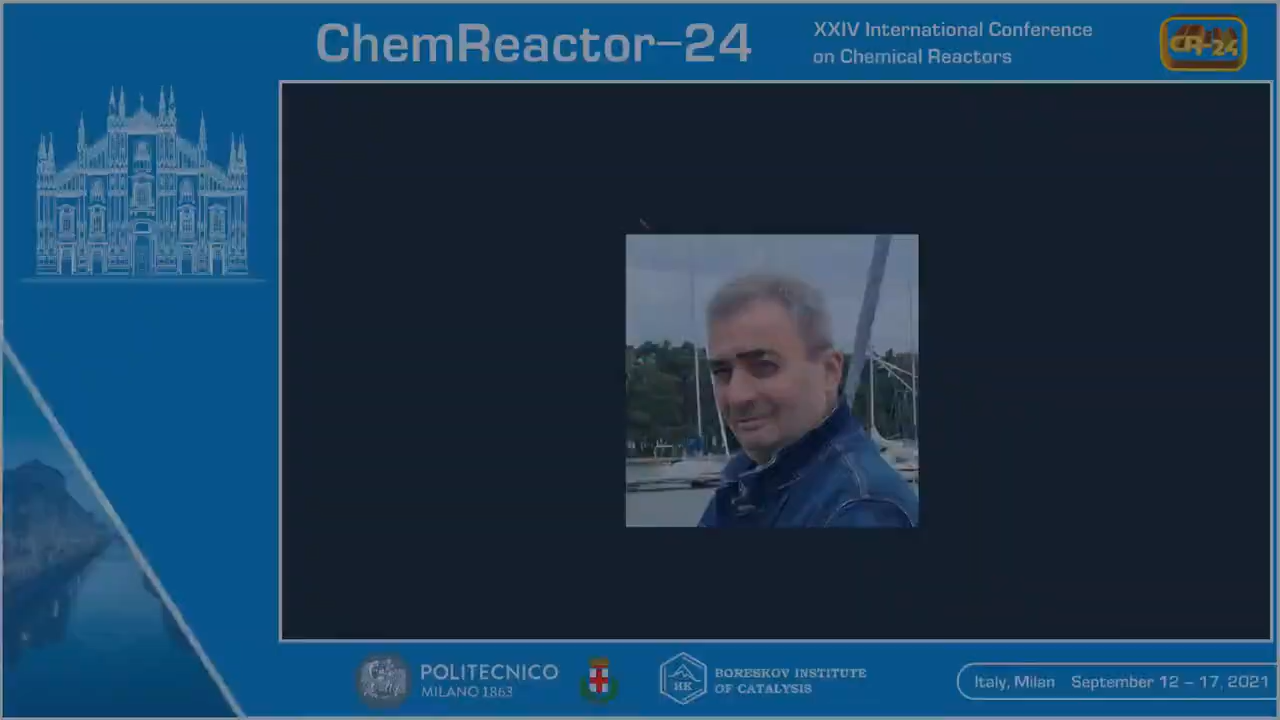 ChemReactor-24
XXIV International Conference
on Chemical Reactors
CR-24
POLITECNICO
MILANO 1863
BORESKOV INSTITUTE
OF CATALYSIS
Italy, Milan September 12 – 17, 2021